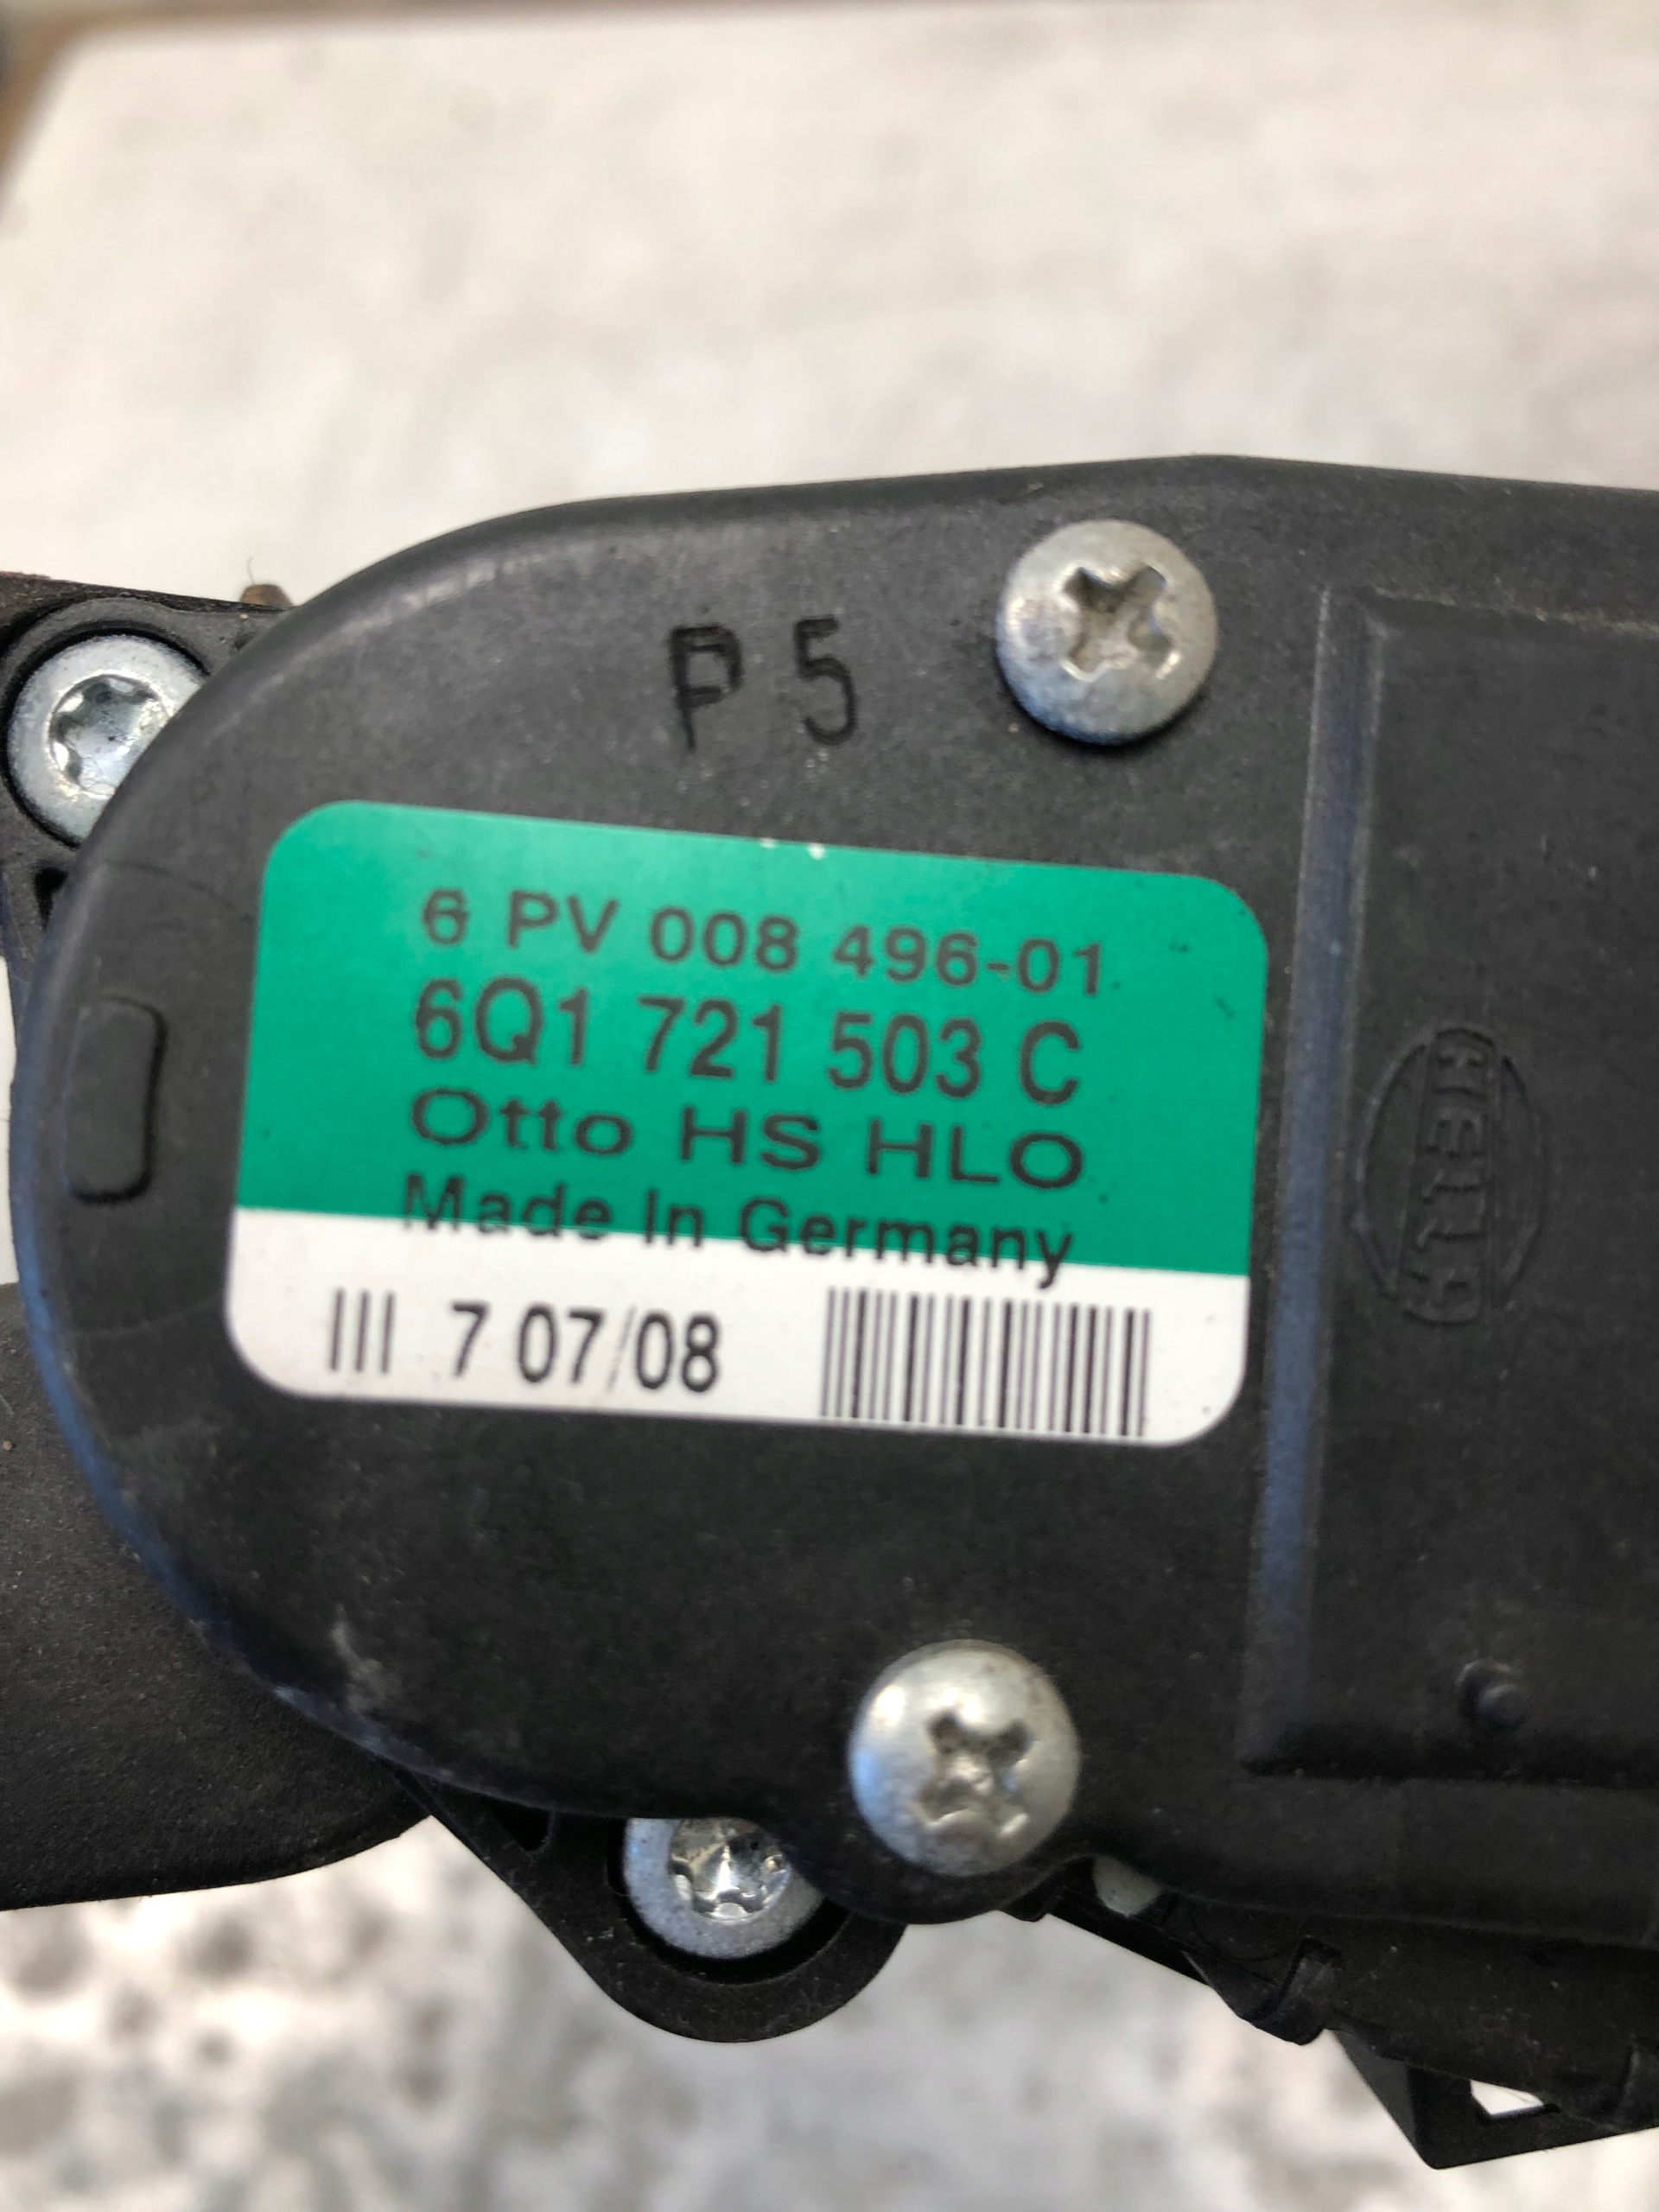 P 5
6 PV 008 496-01
6Q1 721 503 C
Otto HS HLO
Made In Germany
III 7 07/08
HELLA